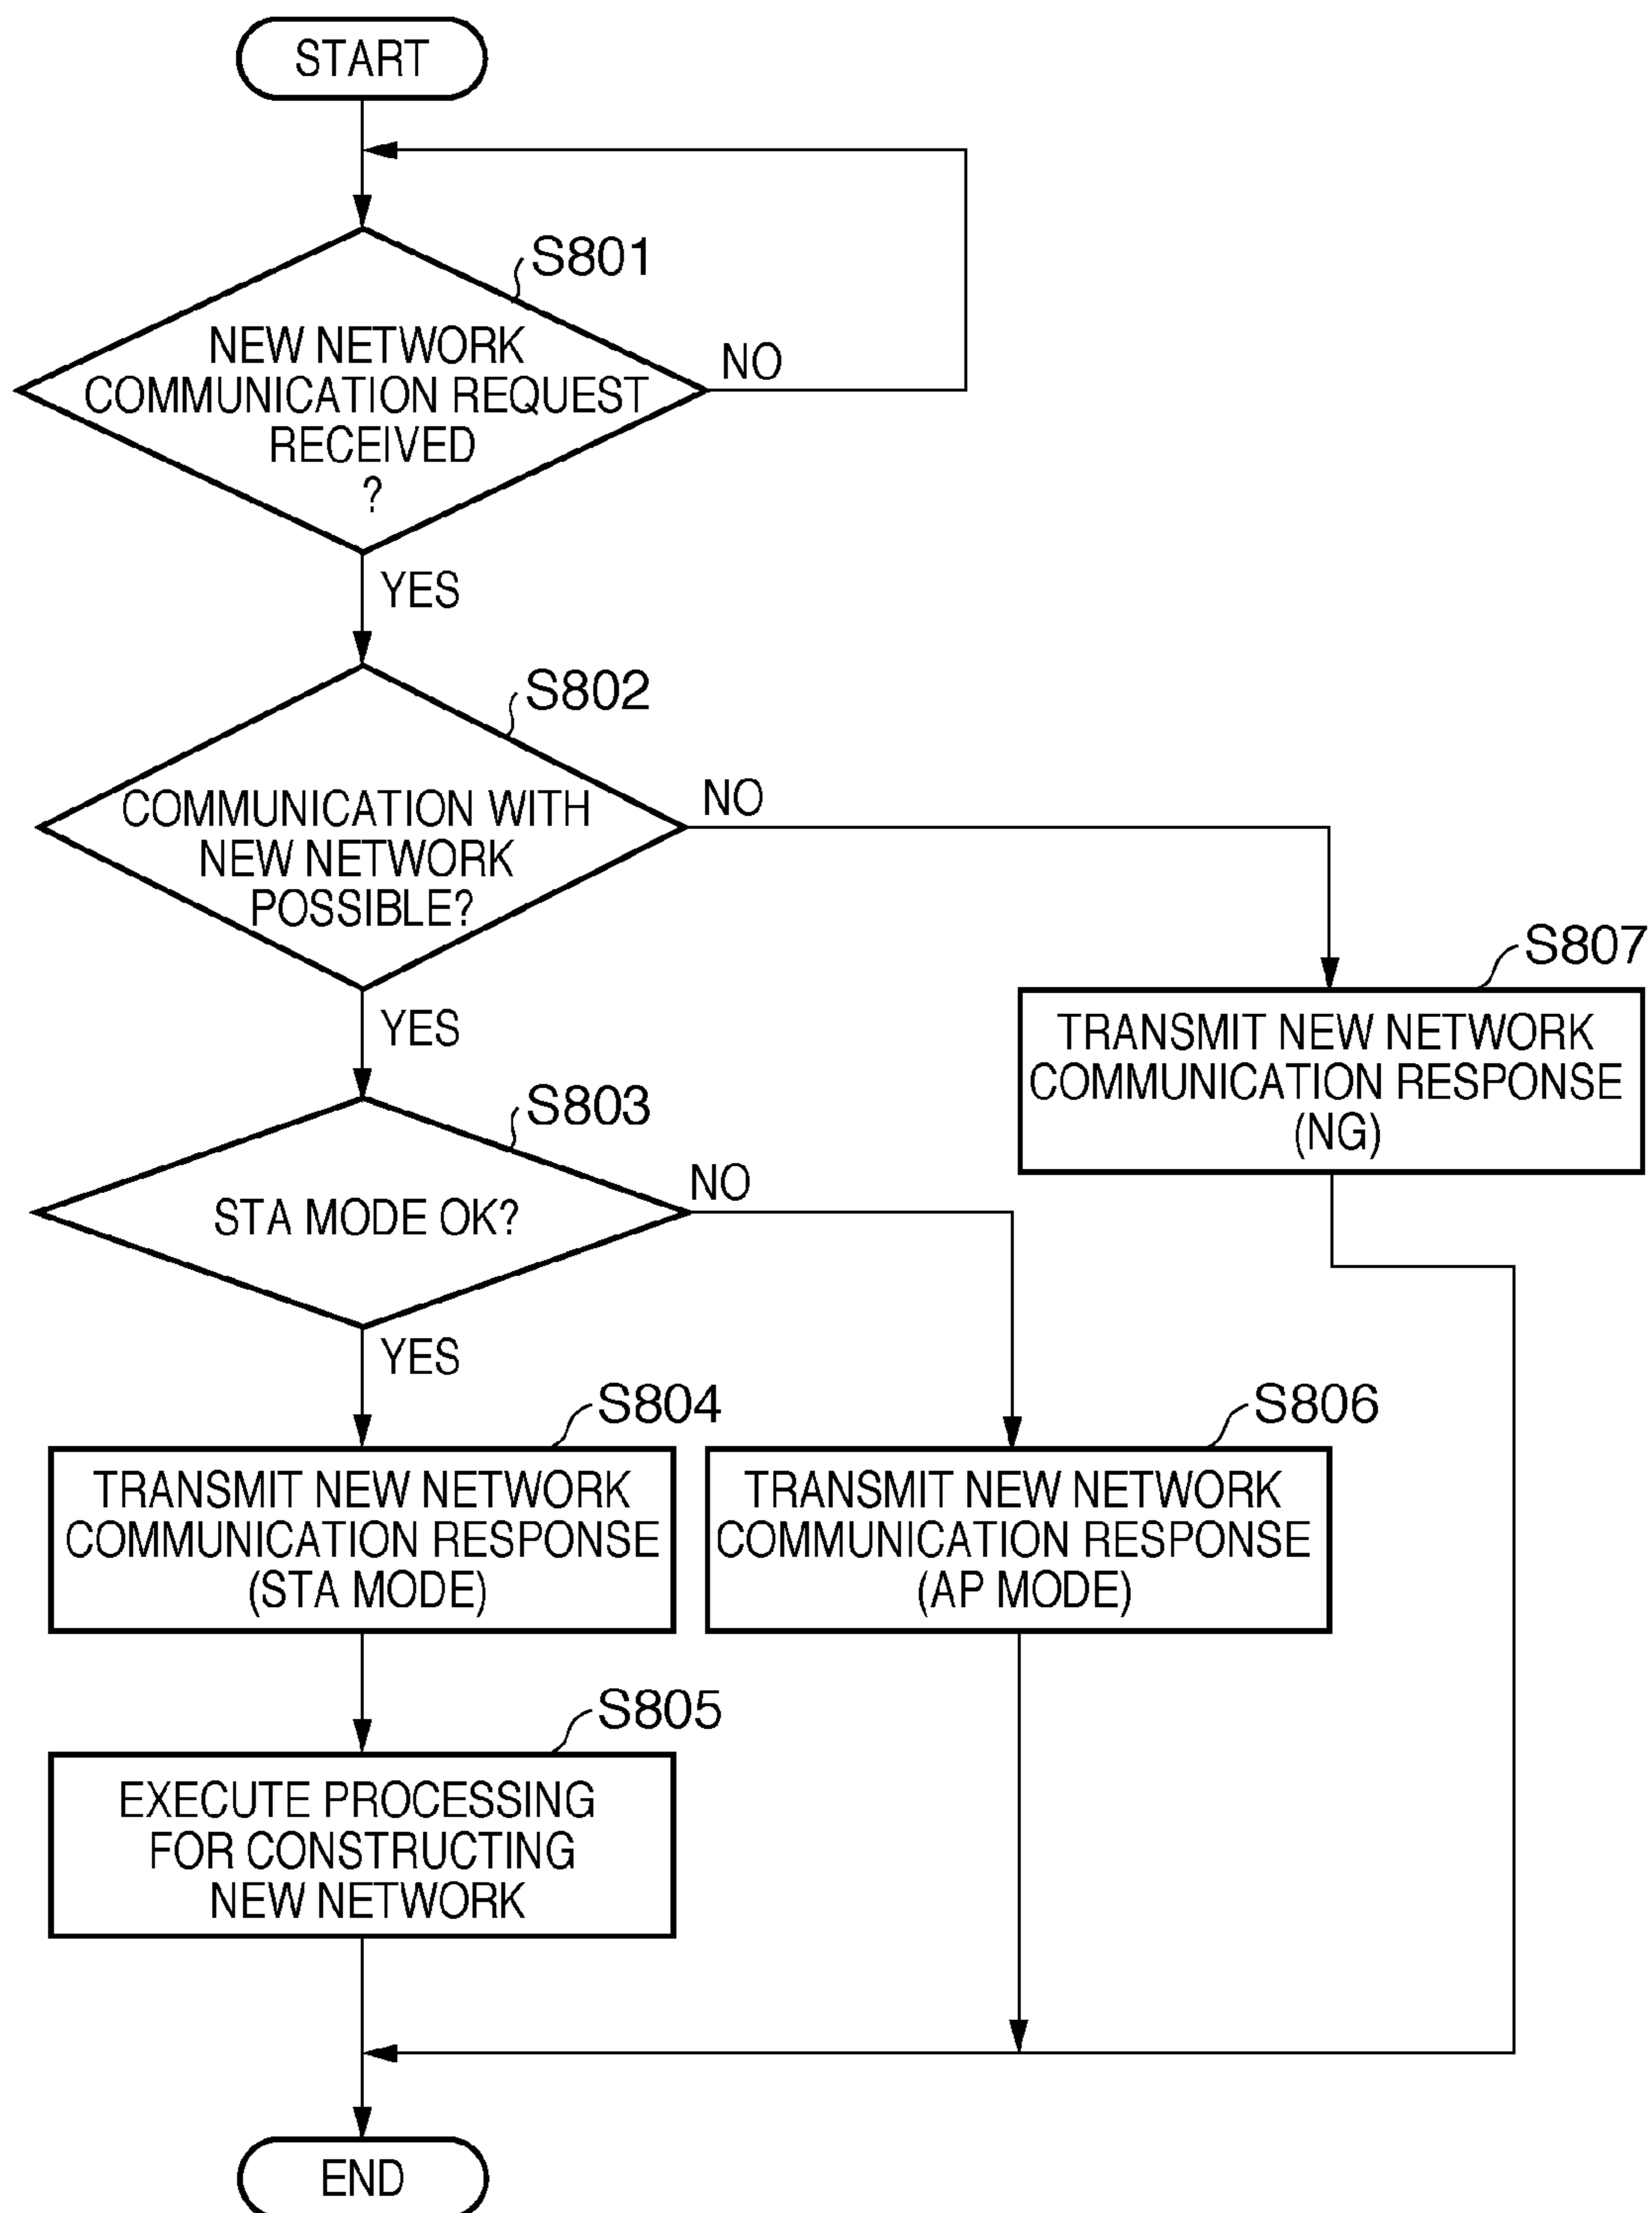 START
S801
NEW NETWORK
COMMUNICATION REQUEST
RECEIVED
?
NO
YES
S802
COMMUNICATION WITH
NEW NETWORK
POSSIBLE?
NO
YES
S807
TRANSMIT NEW NETWORK
COMMUNICATION RESPONSE
(NG)
S803
STA MODE OK?
NO
YES
S804
TRANSMIT NEW NETWORK
COMMUNICATION RESPONSE
(STA MODE)
S806
TRANSMIT NEW NETWORK
COMMUNICATION RESPONSE
(AP MODE)
S805
EXECUTE PROCESSING
FOR CONSTRUCTING
NEW NETWORK
END